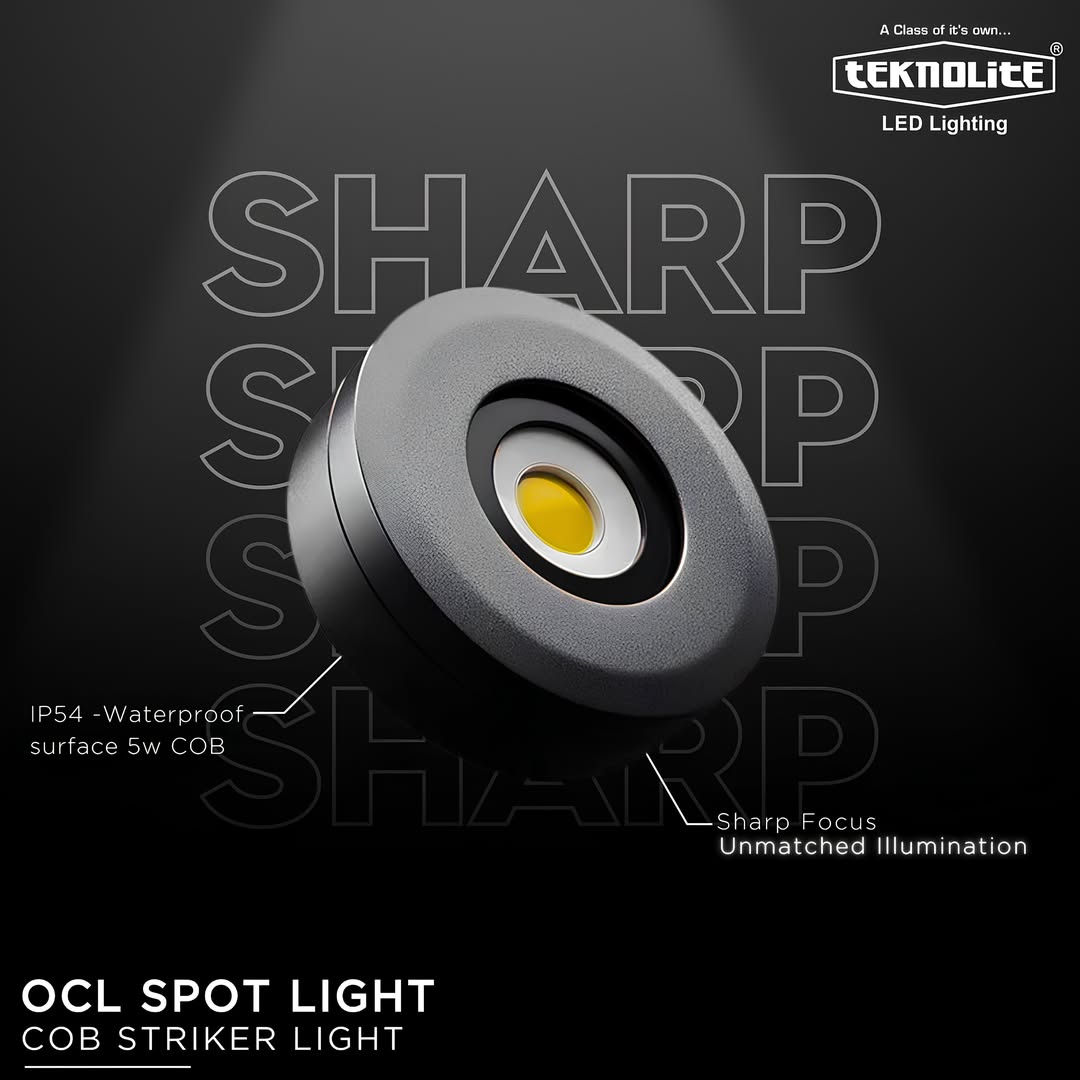 A Class of it's own...
TEKNOLITE®
LED Lighting
SHARP
SHARP
SHARP
SHARP
IP54 -Waterproof
surface 5w COB
Sharp Focus
Unmatched Illumination
OCL SPOT LIGHT
COB STRIKER LIGHT